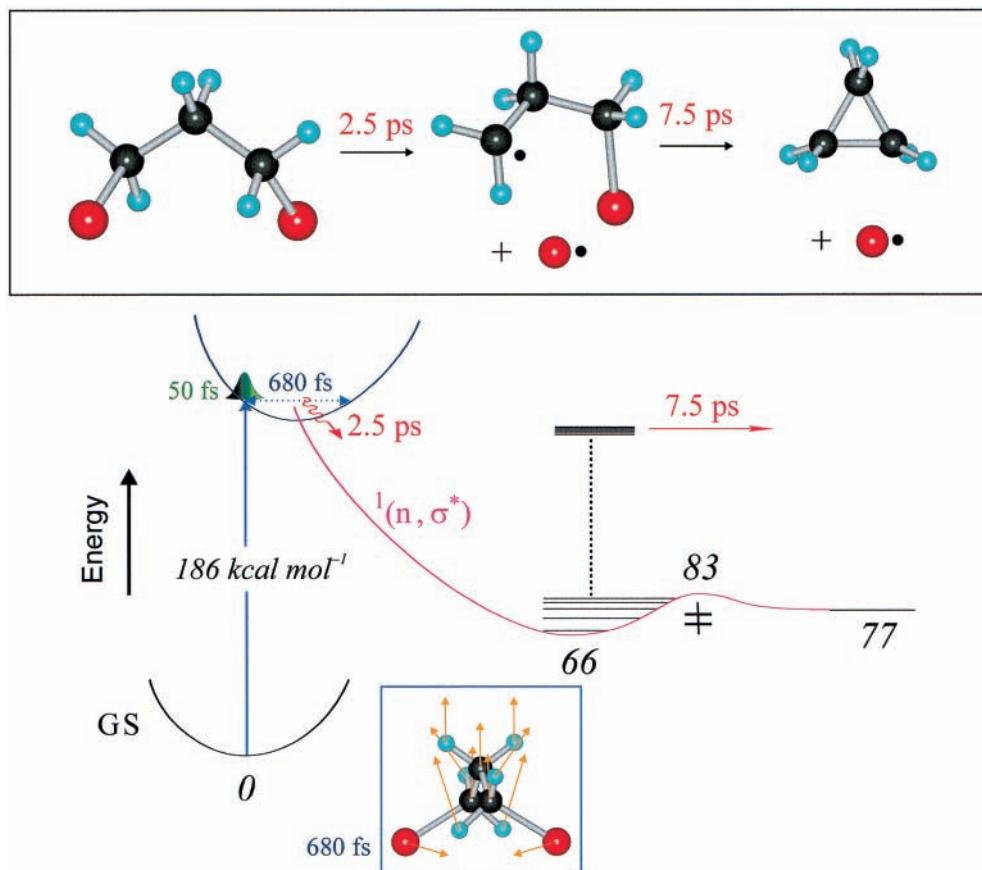 2.5 ps
7.5 ps
+
+
50 fs
680 fs
2.5 ps
7.5 ps
Energy
¹(n, σ*)
186 kcal mol⁻¹
83
‡
66
77
GS
0
680 fs